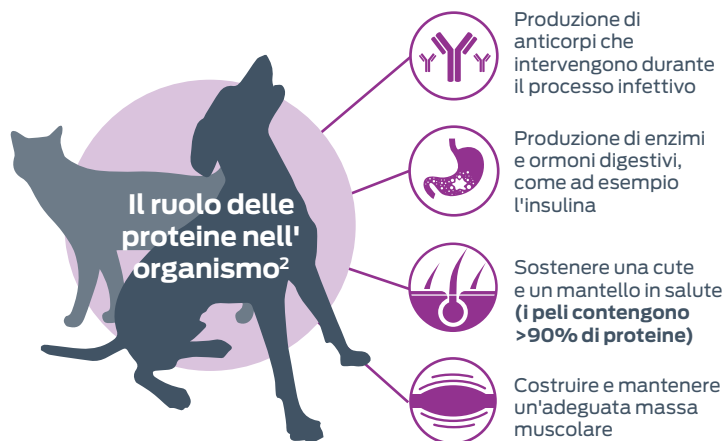 Il ruolo delle
proteine nell'
organismo²
Produzione di
anticorpi che
intervengono durante
il processo infettivo
Produzione di enzimi
e ormoni digestivi,
come ad esempio
l'insulina
Sostenere una cute
e un mantello in salute
(i peli contengono
>90% di proteine)
Costruire e mantenere
un'adeguata massa
muscolare